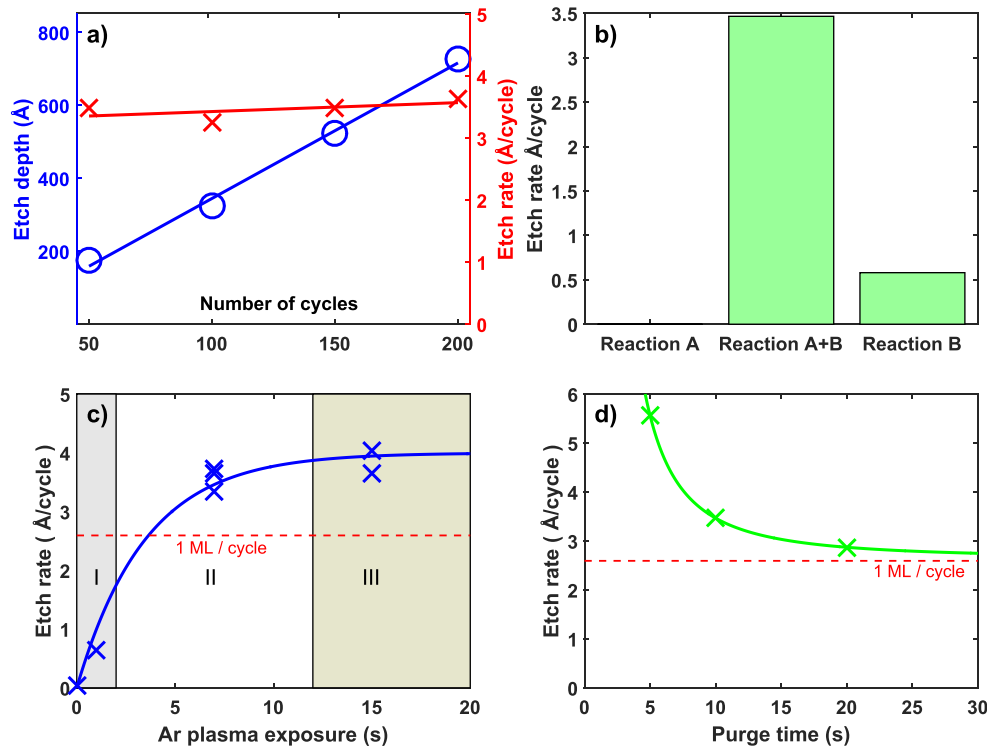 a)
800
600
400
200
Etch depth (Å)
5
4
3
2
1
0
Etch rate (Å/cycle)
Number of cycles
50 100 150 200
b)
3.5
3
2.5
2
1.5
1
0.5
0
Etch rate Å/cycle
Reaction A Reaction A+B Reaction B
c)
5
4
3
2
1
0
Etch rate ( Å/cycle)
1 ML / cycle
I II III
0 5 10 15 20
Ar plasma exposure (s)
d)
6
5
4
3
2
1
0
Etch rate ( Å/cycle)
1 ML / cycle
0 5 10 15 20 25 30
Purge time (s)